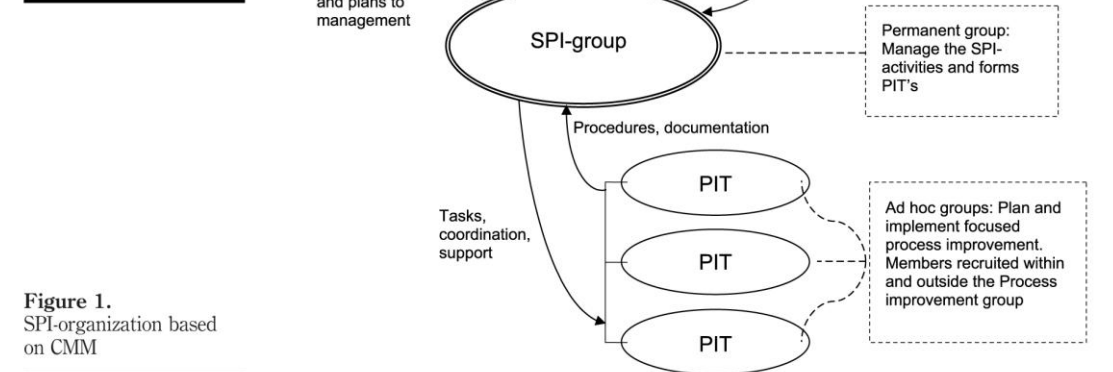 and plans to
management
SPI-group
Permanent group:
Manage the SPI-
activities and forms
PIT's
Procedures, documentation
PIT
Tasks,
coordination,
support
PIT
PIT
Ad hoc groups: Plan and
implement focused
process improvement.
Members recruited within
and outside the Process
improvement group
Figure 1.
SPI-organization based
on CMM